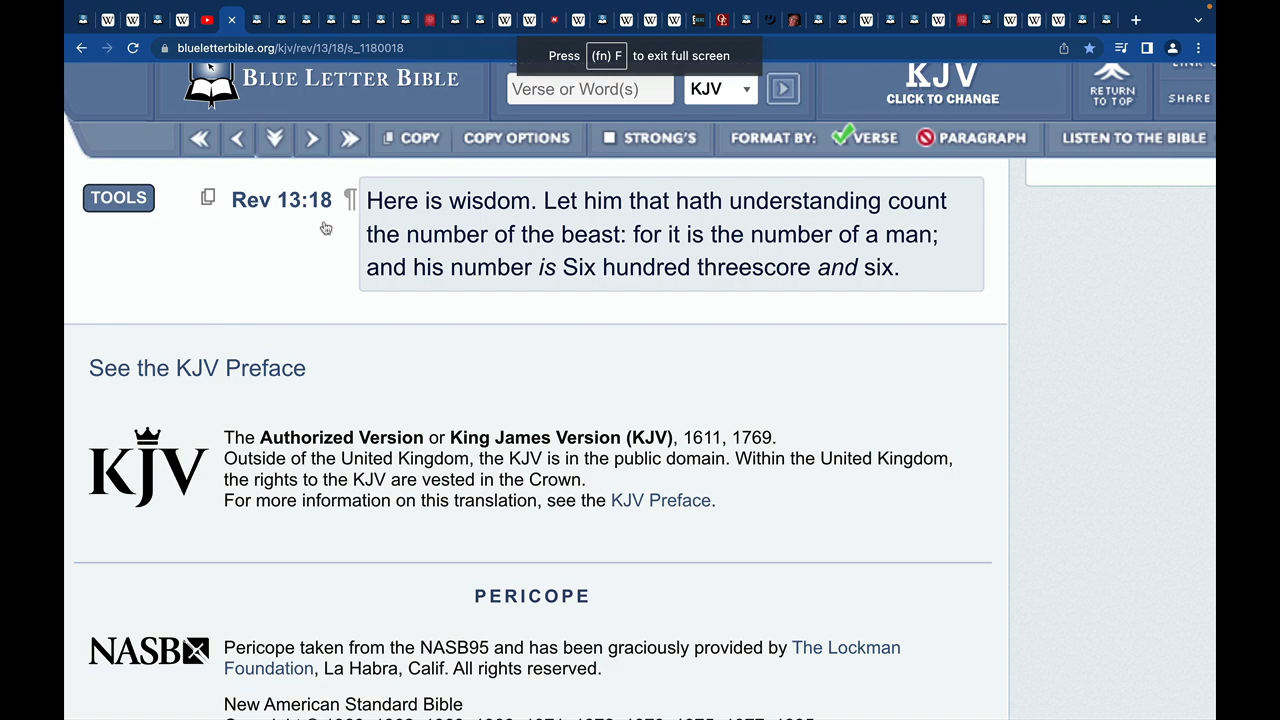 blueletterbible.org/kjv/rev/13/18/s_1180018
Press (fn) F to exit full screen
BLUE LETTER BIBLE
Verse or Word(s)
KJV
KJV
CLICK TO CHANGE
RETURN
TO TOP
SHARE
COPY
COPY OPTIONS
STRONG'S
FORMAT BY:
VERSE
PARAGRAPH
LISTEN TO THE BIBLE
TOOLS
Rev 13:18
¶
Here is wisdom. Let him that hath understanding count
the number of the beast: for it is the number of a man;
and his number is Six hundred threescore and six.
See the KJV Preface
KJV
The Authorized Version or King James Version (KJV), 1611, 1769.
Outside of the United Kingdom, the KJV is in the public domain. Within the United Kingdom,
the rights to the KJV are vested in the Crown.
For more information on this translation, see the KJV Preface.
PERICOPE
NASB
Pericope taken from the NASB95 and has been graciously provided by The Lockman
Foundation, La Habra, Calif. All rights reserved.
New American Standard Bible